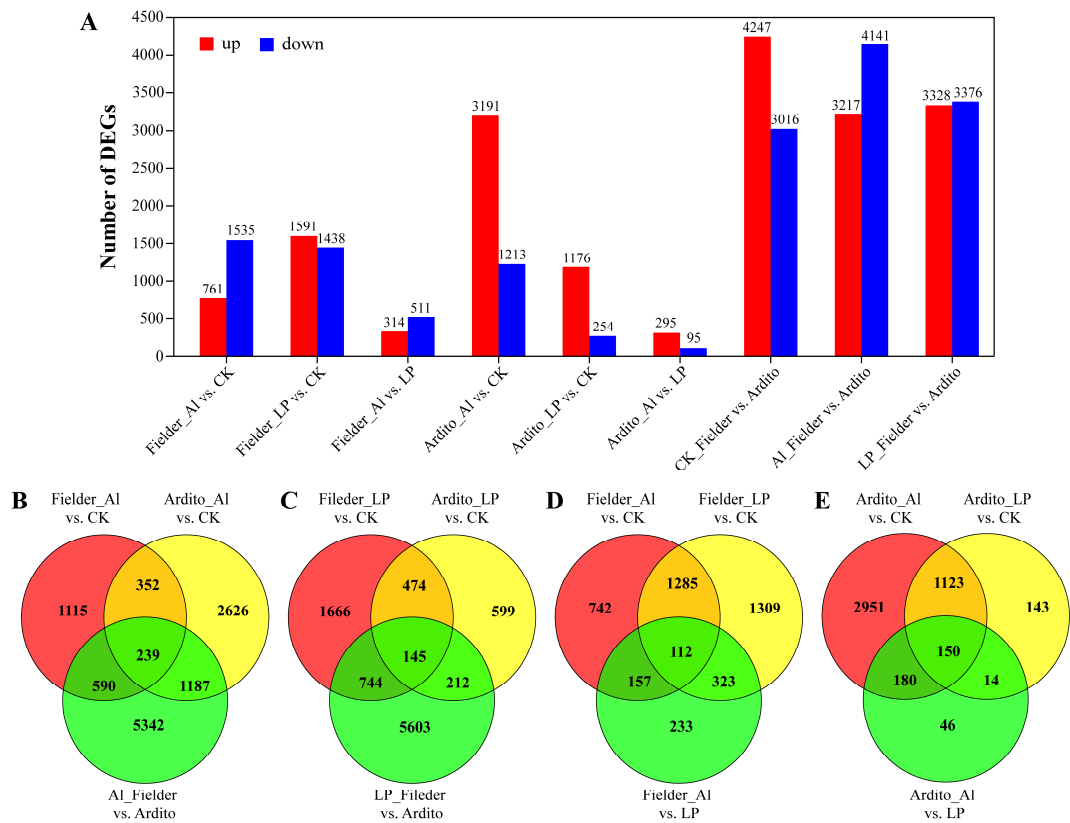 A
Number of DEGs
4500
4000
3500
3000
2500
2000
1500
1000
500
0
up
down
761
1535
1591
1438
314
511
3191
1213
1176
254
295
95
4247
3016
3217
4141
3328
3376
Fielder_Al vs. CK
Fielder_LP vs. CK
Fielder_Al vs. LP
Ardito_Al vs. CK
Ardito_LP vs. CK
Ardito_Al vs. LP
CK_Fielder vs. Ardito
Al_Fielder vs. Ardito
LP_Fielder vs. Ardito
B
Fielder_Al
vs. CK
Ardito_Al
vs. CK
352
1115
2626
239
590
1187
5342
Al_Fielder
vs. Ardito
C
Fileder_LP
vs. CK
Ardito_LP
vs. CK
474
1666
599
145
744
212
5603
LP_Fileder
vs. Ardito
D
Fielder_Al
vs. CK
Fielder_LP
vs. CK
1285
742
1309
112
157
323
233
Fielder_Al
vs. LP
E
Ardito_Al
vs. CK
Ardito_LP
vs. CK
1123
2951
143
150
180
14
46
Ardito_Al
vs. LP